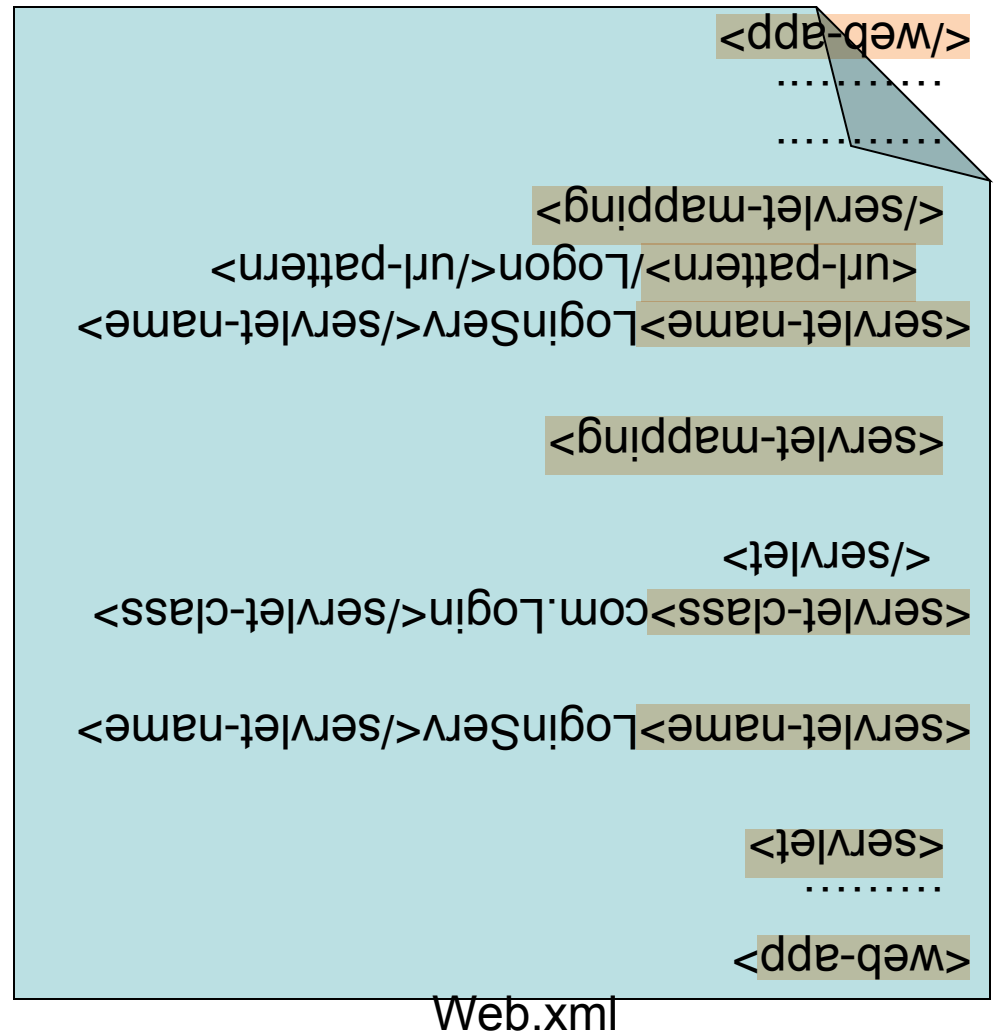 <web-app>
.........
<servlet>
<servlet-name>LoginServ</servlet-name>
<servlet-class>com.Login</servlet-class>
</servlet>
<servlet-mapping>
<servlet-name>LoginServ</servlet-name>
<url-pattern>/Logon</url-pattern>
</servlet-mapping>
...........
...........
</web-app>
Web.xml